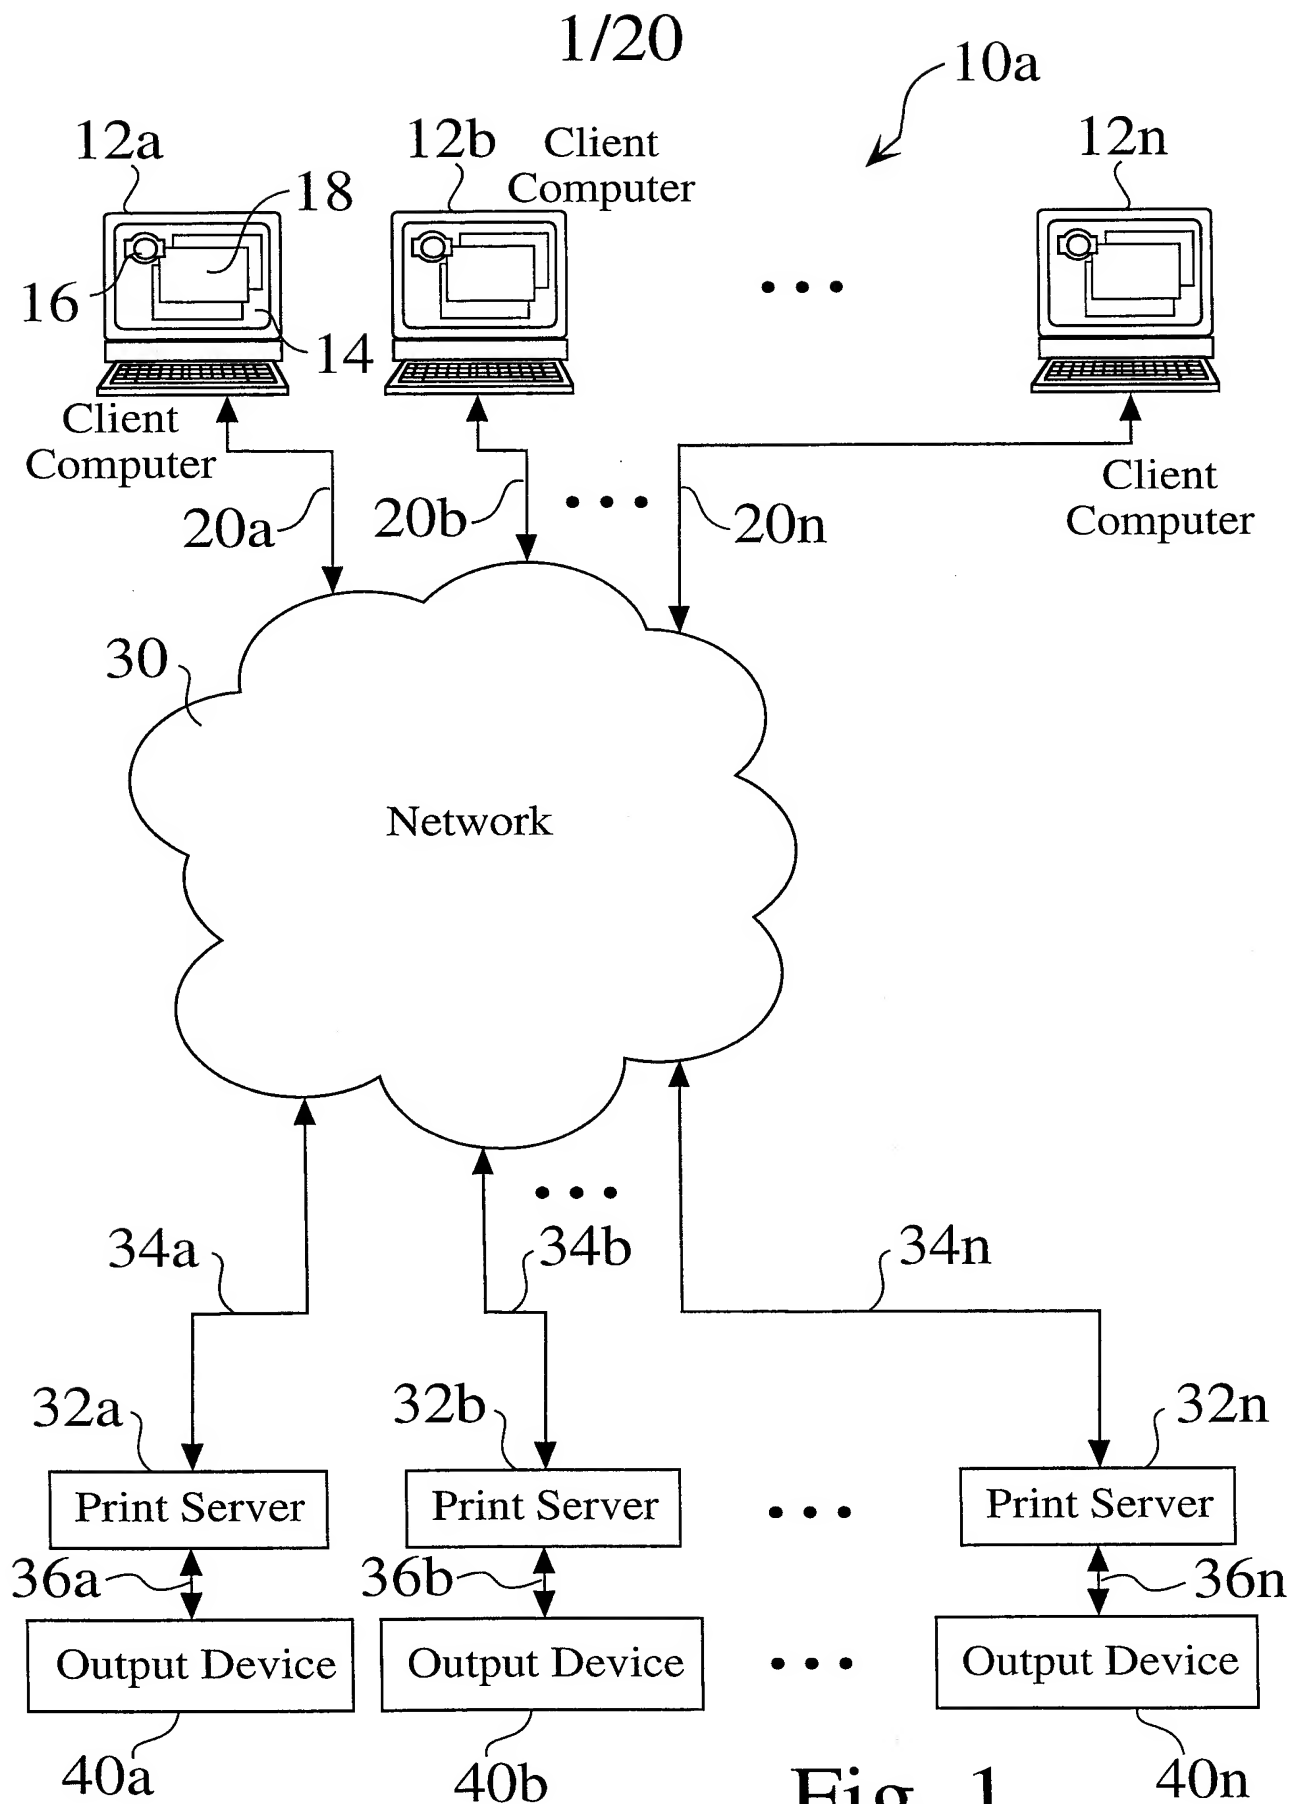 1/20
10a
12a
12b
Client
Computer
12n
18
16
14
Client
Computer
Client
Computer
20a
20b
20n
30
Network
34a
34b
34n
32a
32b
32n
Print Server
Print Server
Print Server
36a
36b
36n
Output Device
Output Device
Output Device
40a
40b
40n
Fig. 1